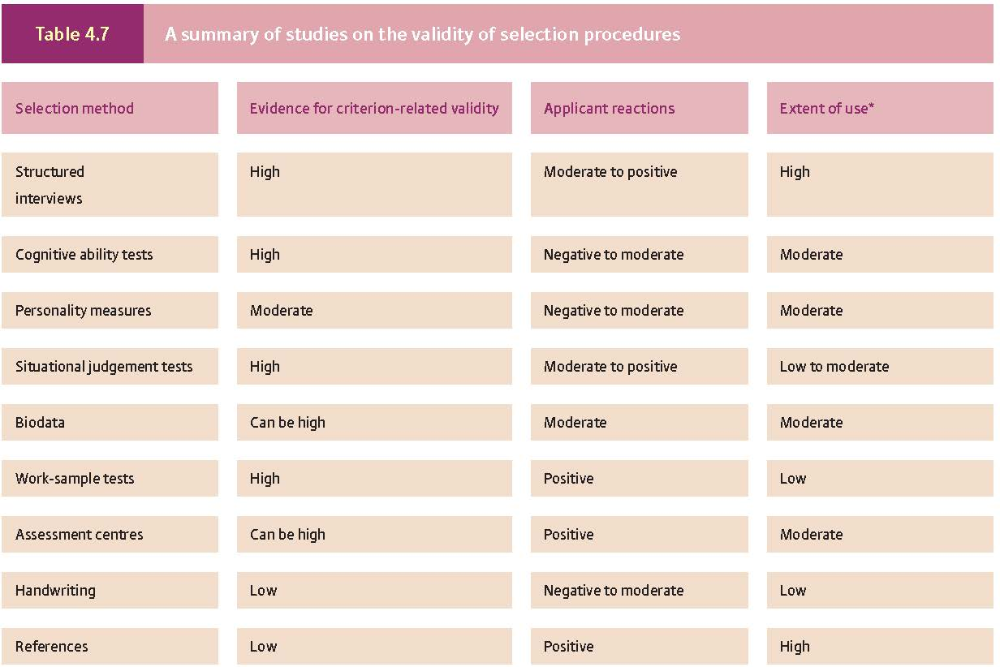 Table 4.7 A summary of studies on the validity of selection procedures
Selection method Evidence for criterion-related validity Applicant reactions Extent of use*
Structured High Moderate to positive High
interviews
Cognitive ability tests High Negative to moderate Moderate
Personality measures Moderate Negative to moderate Moderate
Situational judgement tests High Moderate to positive Low to moderate
Biodata Can be high Moderate Moderate
Work-sample tests High Positive Low
Assessment centres Can be high Positive Moderate
Handwriting Low Negative to moderate Low
References Low Positive High